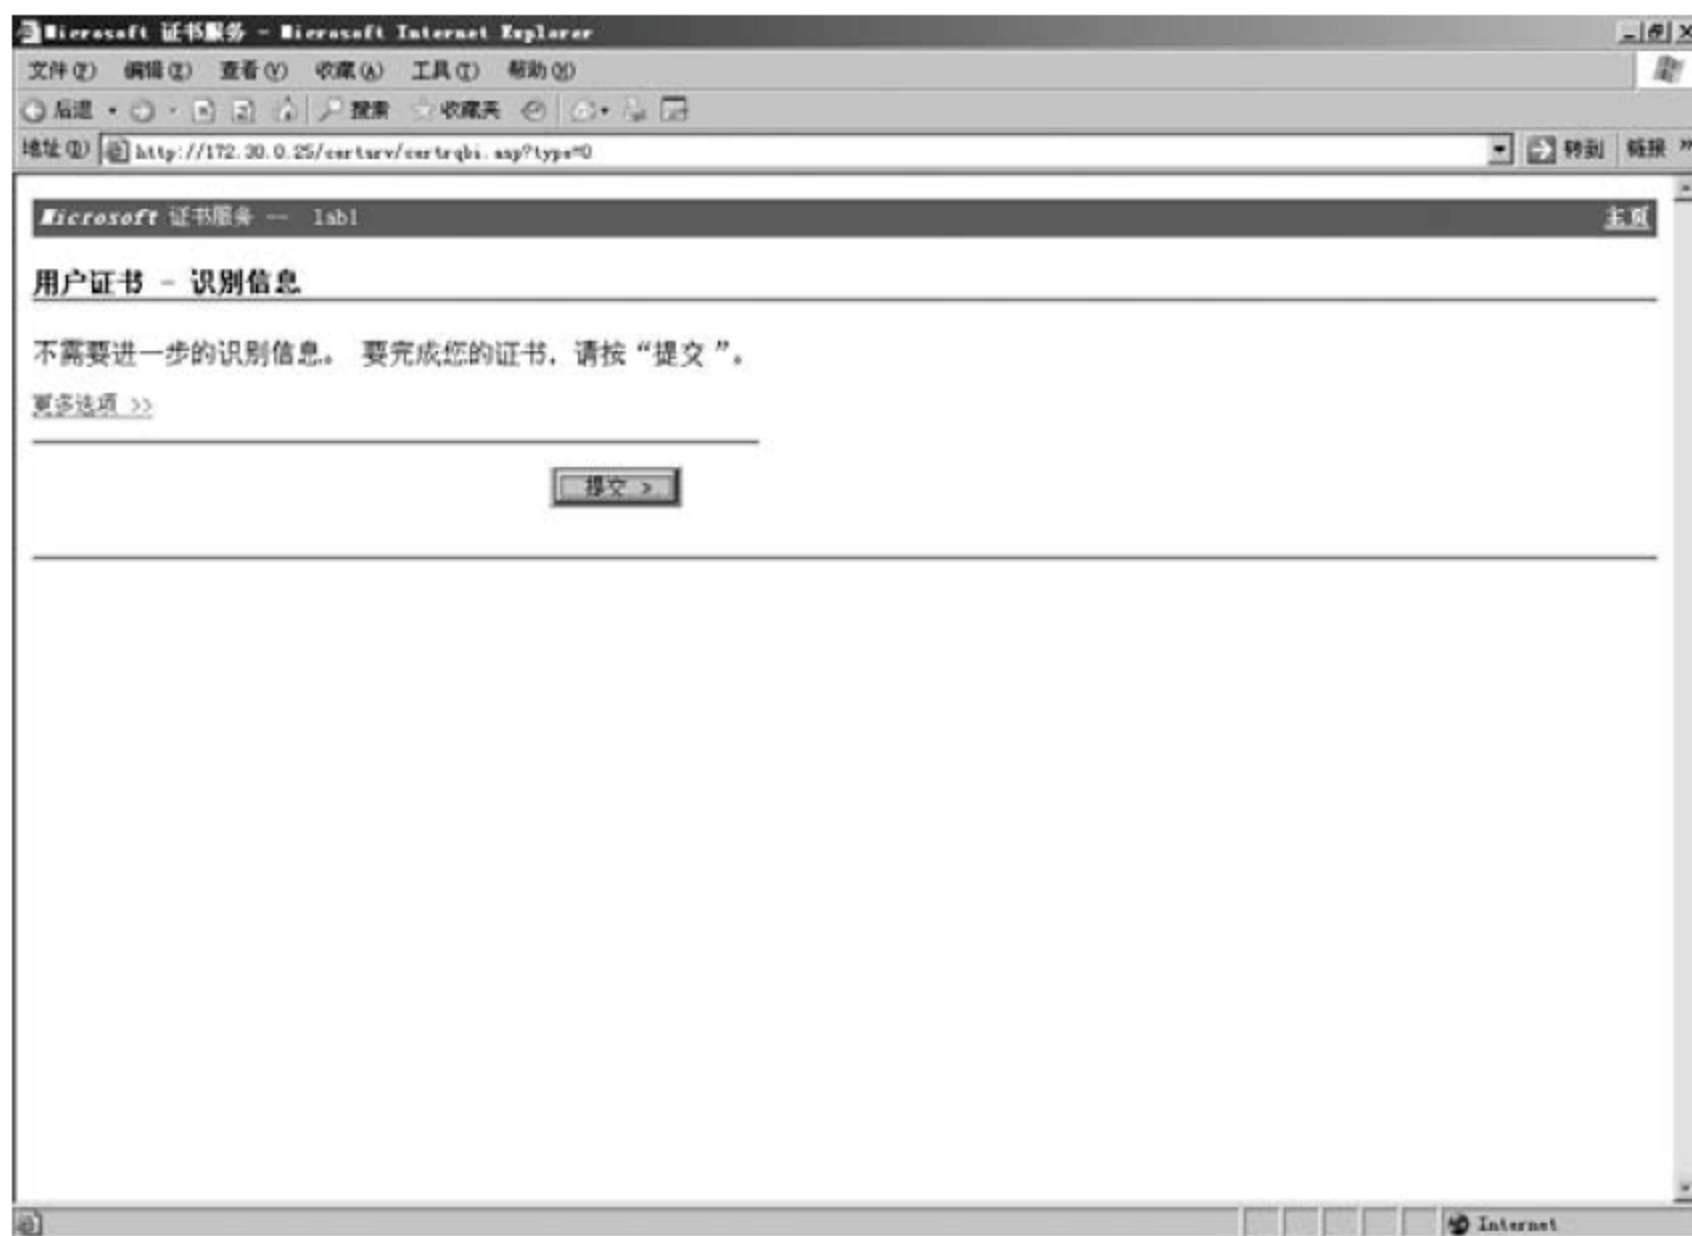 Microsoft 证书服务 - Microsoft Internet Explorer
文件(F) 编辑(E) 查看(V) 收藏(A) 工具(T) 帮助(H)
后退 搜索 收藏夹
地址(D) http://172.30.0.25/certsrv/certrqbi.asp?type=0 转到 链接 »
Microsoft 证书服务 -- lab1 主页
用户证书 - 识别信息
不需要进一步的识别信息。 要完成您的证书, 请按“提交 ”。
更多选项 >>
提交 >
Internet